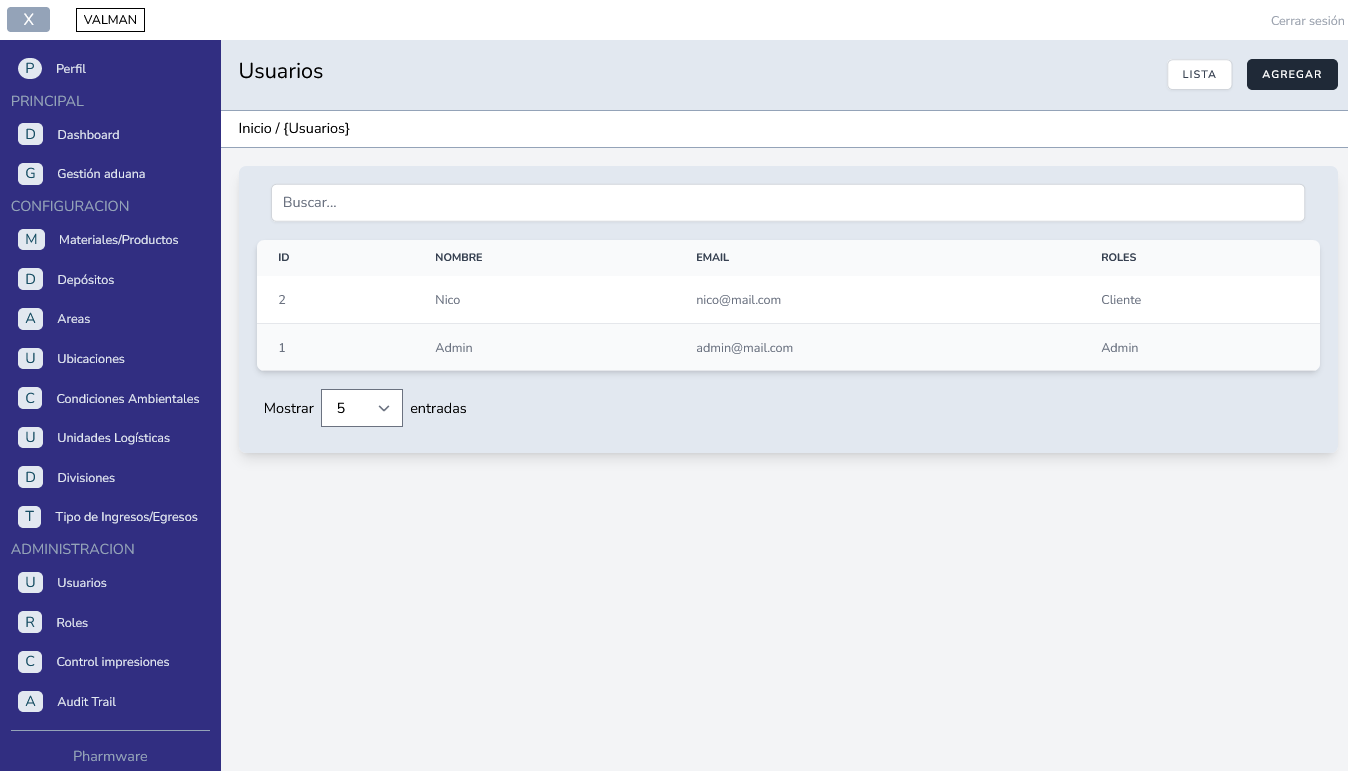 X VALMAN Cerrar sesión
P Perfil
PRINCIPAL
D Dashboard
G Gestión aduana
CONFIGURACION
M Materiales/Productos
D Depósitos
A Areas
U Ubicaciones
C Condiciones Ambientales
U Unidades Logísticas
D Divisiones
T Tipo de Ingresos/Egresos
ADMINISTRACION
U Usuarios
R Roles
C Control impresiones
A Audit Trail
Pharmware
Usuarios LISTA AGREGAR
Inicio / {Usuarios}
Buscar...
ID NOMBRE EMAIL ROLES
2 Nico nico@mail.com Cliente
1 Admin admin@mail.com Admin
Mostrar 5 entradas